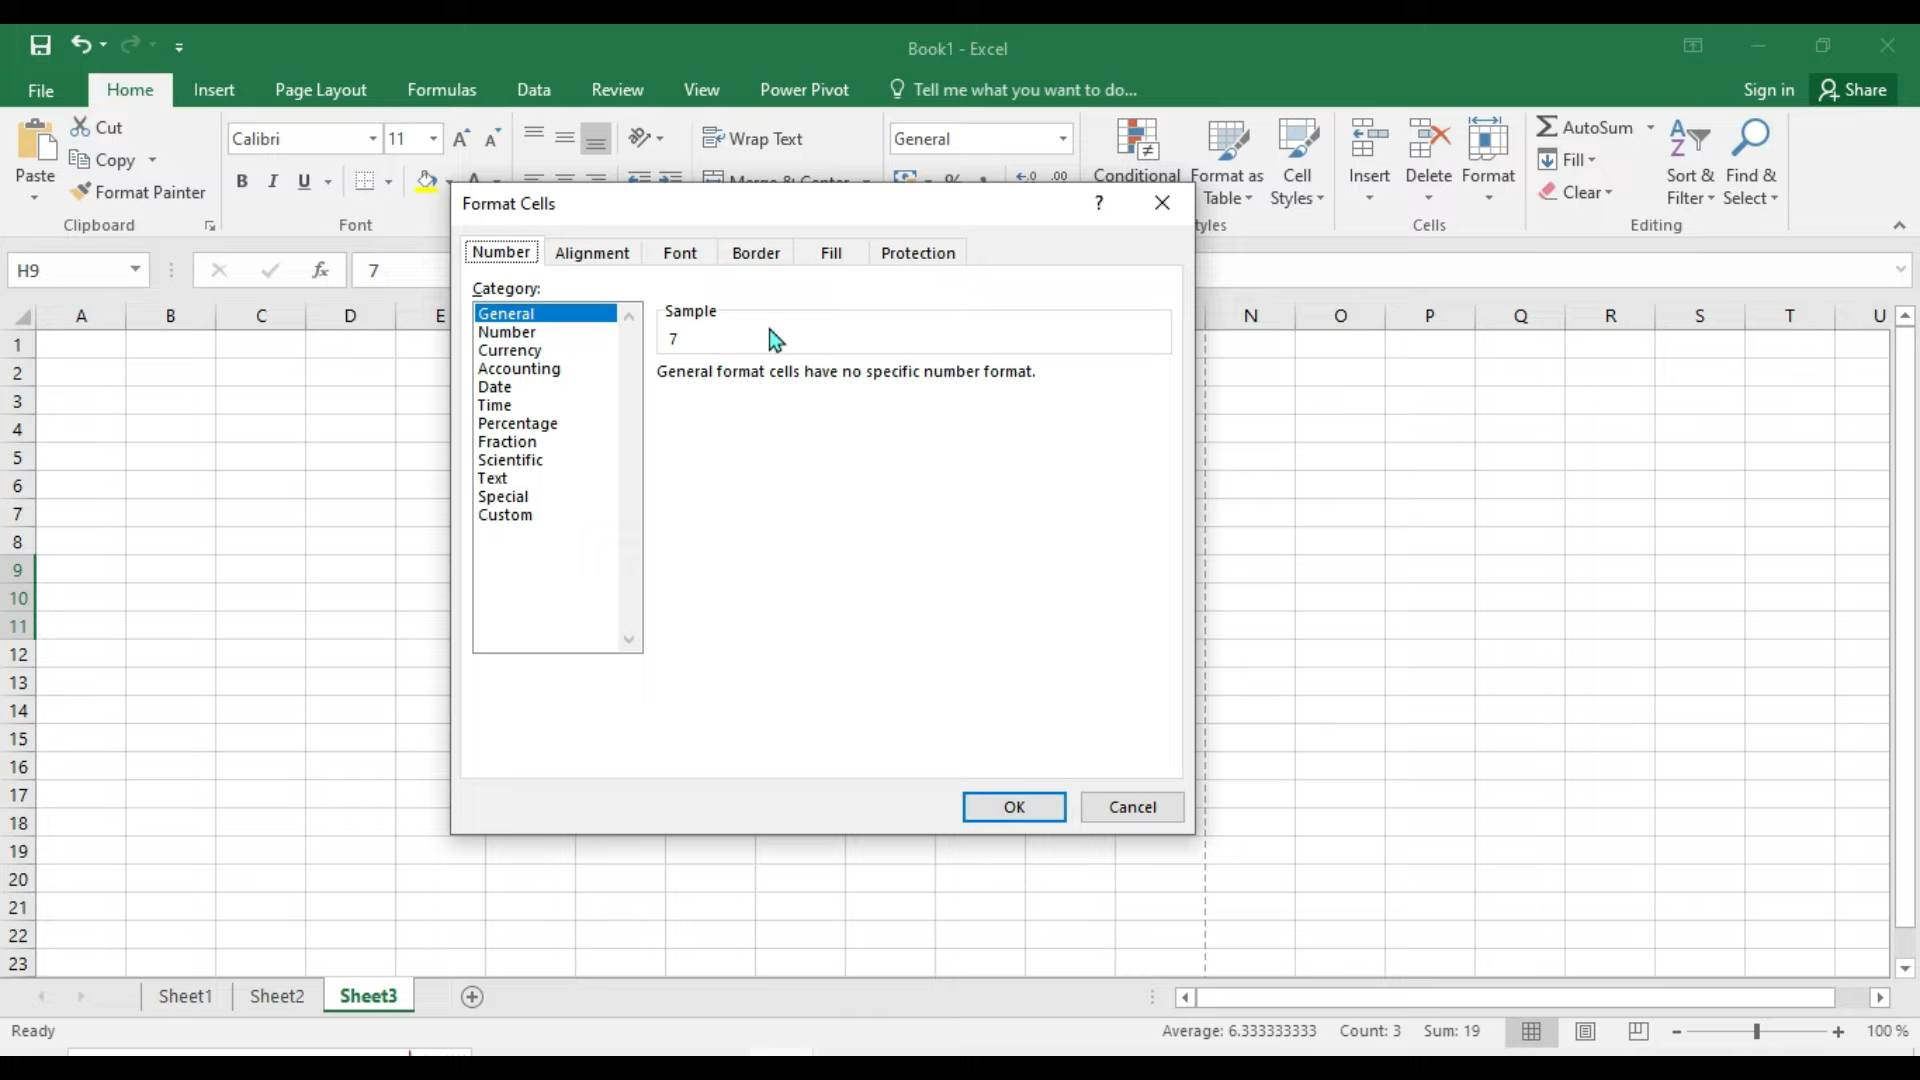 Book1 - Excel
File Home Insert Page Layout Formulas Data Review View Power Pivot Tell me what you want to do... Sign in Share
Cut
Calibri 11 Wrap Text General AutoSum
Copy Fill
Paste Conditional Format as Cell Insert Delete Format Sort & Find &
Format Painter B I U Table Styles Clear Filter Select
Clipboard Font Cells Editing
Format Cells ?
H9 fx 7
Number Alignment Font Border Fill Protection
Category:
A B C D E N O P Q R S T U
General
Number
Currency
Accounting
Date
Time
Percentage
Fraction
Scientific
Text
Special
Custom
Sample
7
General format cells have no specific number format.
OK Cancel
1
2
3
4
5
6
7
8
9
10
11
12
13
14
15
16
17
18
19
20
21
22
23
Sheet1 Sheet2 Sheet3
Ready Average: 6.333333333 Count: 3 Sum: 19 100 %